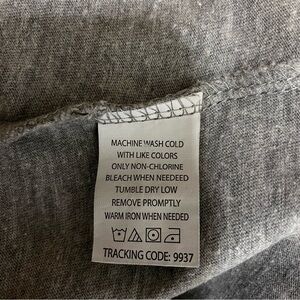 MACHINE WASH COLD
WITH LIKE COLORS
ONLY NON-CHLORINE
BLEACH WHEN NEEDEED
TUMBLE DRY LOW
REMOVE PROMPTLY
WARM IRON WHEN NEEDED
TRACKING CODE: 9937